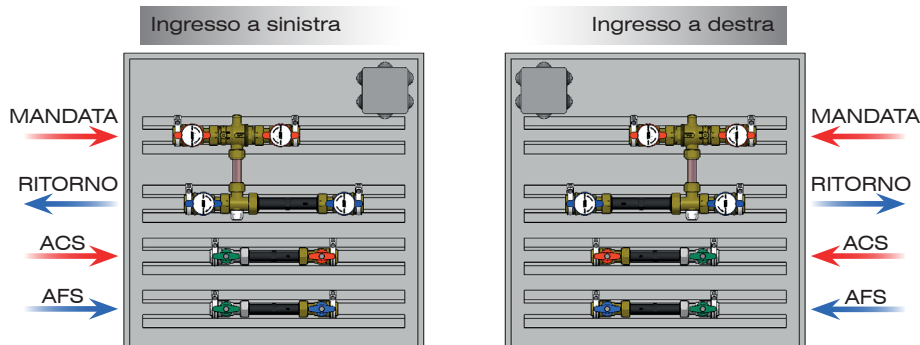 Ingresso a sinistra
Ingresso a destra
MANDATA
MANDATA
RITORNO
RITORNO
ACS
ACS
AFS
AFS